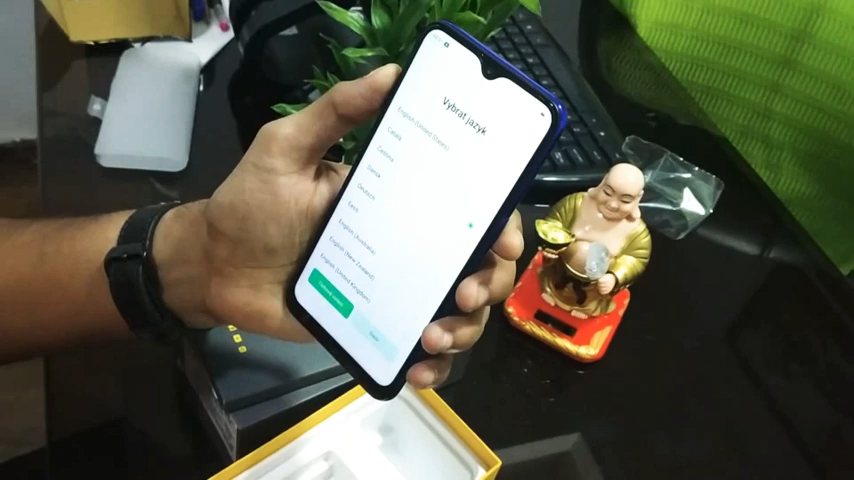 Vybrat jazyk
English (United States)
Català
Čeština
Dansk
Deutsch
Eesti
English (Australia)
English (New Zealand)
English (United Kingdom)